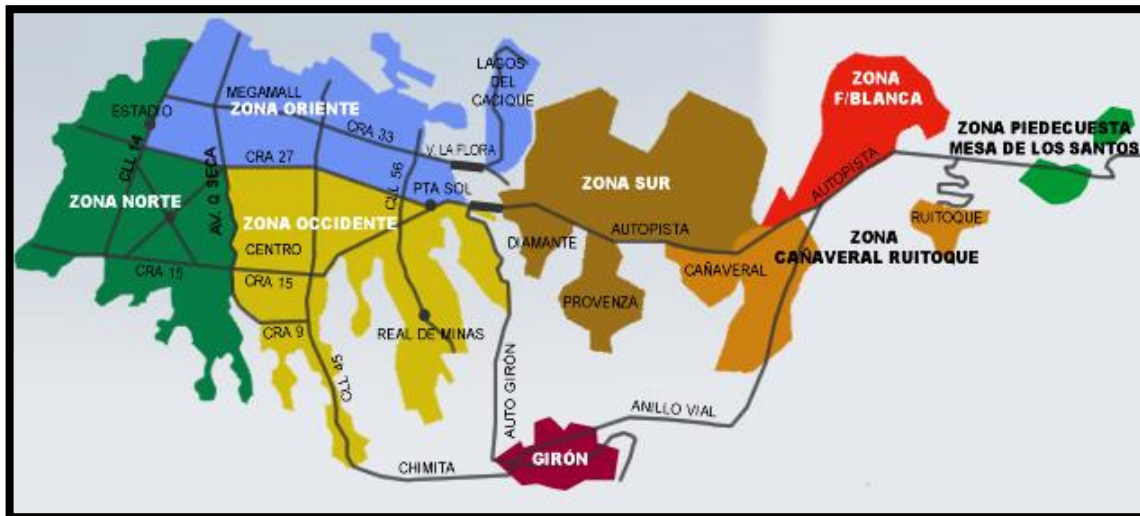 LAGOS
DEL
CACIQUE
ZONA
F/BLANCA
MEGAMALL
ESTADIO
ZONA ORIENTE
CRA 33
ZONA PIEDECUESTA
MESA DE LOS SANTOS
CLL 14
V. LA FLORA
CRA 27
CLL 56
AV. Q SECA
PTA SOL
ZONA SUR
AUTOPISTA
ZONA NORTE
ZONA OCCIDENTE
RUITOQUE
DIAMANTE
AUTOPISTA
ZONA
CAÑAVERAL RUITOQUE
CENTRO
CAÑAVERAL
CRA 15
CRA 15
PROVENZA
CRA 9
REAL DE MINAS
CLL 45
AUTO GIRÓN
ANILLO VIAL
GIRÓN
CHIMITA